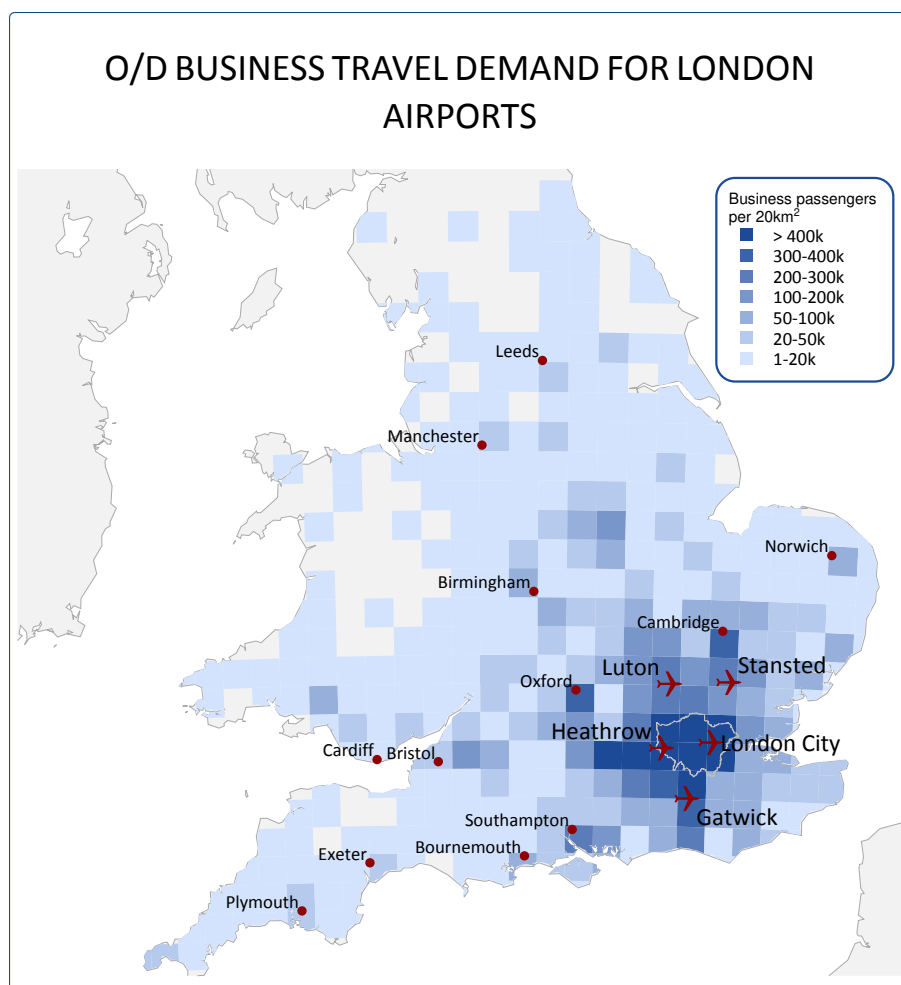 O/D BUSINESS TRAVEL DEMAND FOR LONDON
AIRPORTS
Business passengers
per 20km²
> 400k
300-400k
200-300k
100-200k
50-100k
20-50k
1-20k
Leeds
Manchester
Norwich
Birmingham
Cambridge
Luton
Stansted
Oxford
Heathrow
London City
Cardiff
Bristol
Gatwick
Southampton
Bournemouth
Exeter
Plymouth